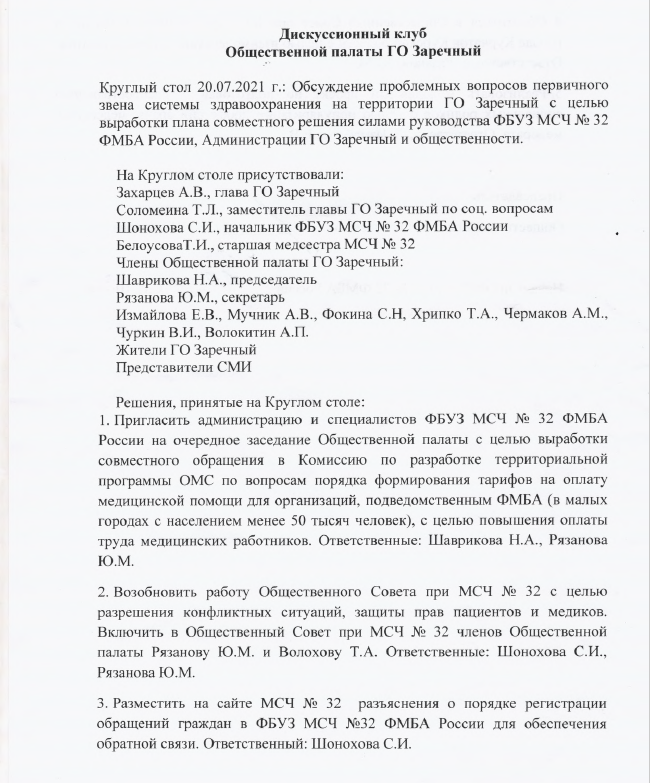 Дискуссионный клуб
Общественной палаты ГО Заречный
Круглый стол 20.07.2021 г.: Обсуждение проблемных вопросов первичного
звена системы здравоохранения на территории ГО Заречный с целью
выработки плана совместного решения силами руководства ФБУЗ МСЧ № 32
ФМБА России, Администрации ГО Заречный и общественности.
На Круглом столе присутствовали:
Захарцев А.В., глава ГО Заречный
Соломеина Т.Л., заместитель главы ГО Заречный по соц. вопросам
Шонохова С.И., начальник ФБУЗ МСЧ № 32 ФМБА России
БелоусоваТ.И., старшая медсестра МСЧ № 32
Члены Общественной палаты ГО Заречный:
Шаврикова Н.А., председатель
Рязанова Ю.М., секретарь
Измайлова Е.В., Мучник А.В., Фокина С.Н, Хрипко Т.А., Чермаков А.М.,
Чуркин В.И., Волокитин А.П.
Жители ГО Заречный
Представители СМИ
Решения, принятые на Круглом столе:
1. Пригласить администрацию и специалистов ФБУЗ МСЧ № 32 ФМБА
России на очередное заседание Общественной палаты с целью выработки
совместного обращения в Комиссию по разработке территориальной
программы ОМС по вопросам порядка формирования тарифов на оплату
медицинской помощи для организаций, подведомственным ФМБА (в малых
городах с населением менее 50 тысяч человек), с целью повышения оплаты
труда медицинских работников. Ответственные: Шаврикова Н.А., Рязанова
Ю.М.
2. Возобновить работу Общественного Совета при МСЧ № 32 с целью
разрешения конфликтных ситуаций, защиты прав пациентов и медиков.
Включить в Общественный Совет при МСЧ № 32 членов Общественной
палаты Рязанову Ю.М. и Волохову Т.А. Ответственные: Шонохова С.И.,
Рязанова Ю.М.
3. Разместить на сайте МСЧ № 32 разъяснения о порядке регистрации
обращений граждан в ФБУЗ МСЧ №32 ФМБА России для обеспечения
обратной связи. Ответственный: Шонохова С.И.